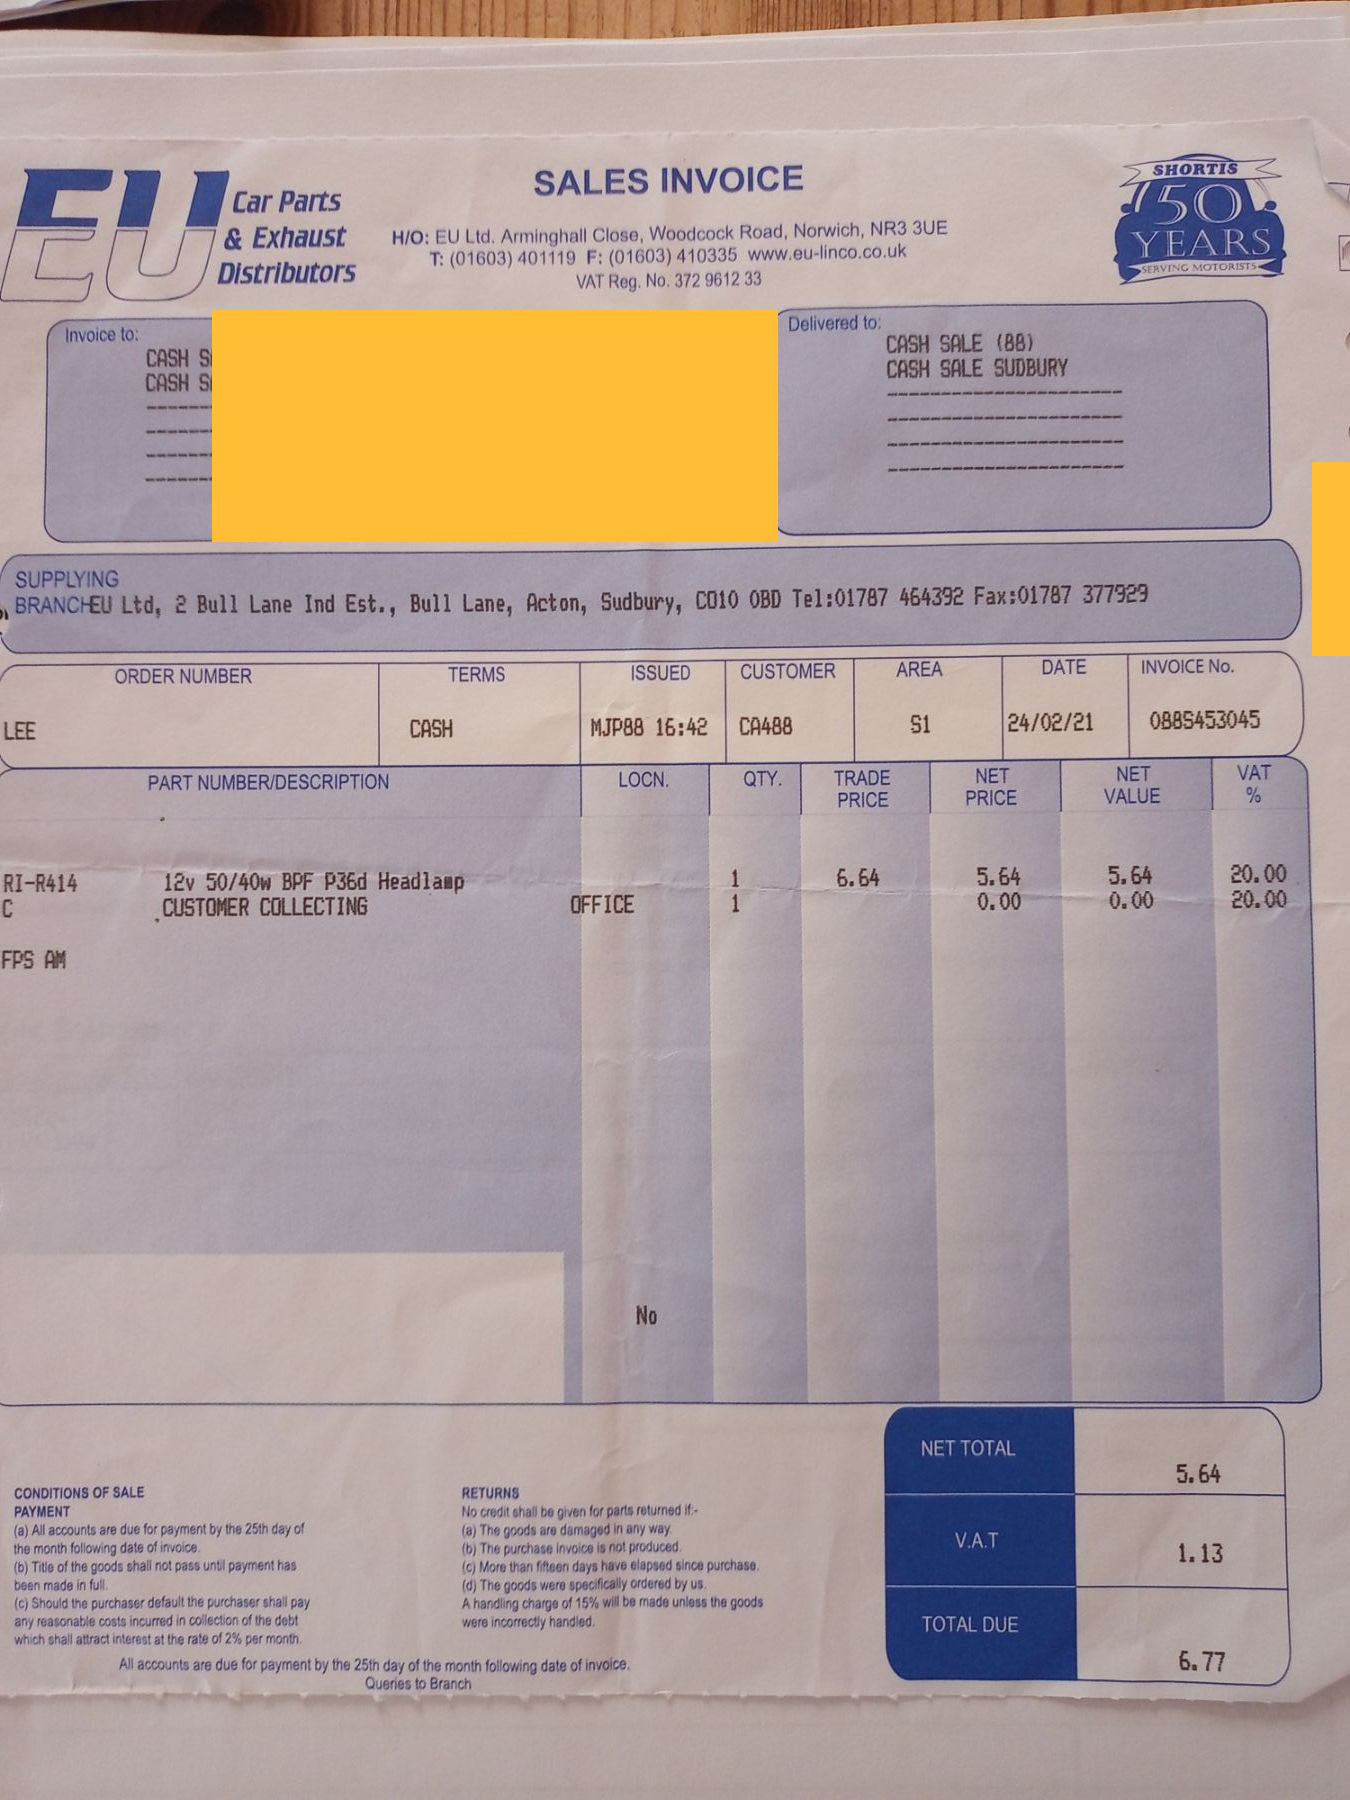 EU
Car Parts
& Exhaust
Distributors
SALES INVOICE
H/O: EU Ltd. Arminghall Close, Woodcock Road, Norwich, NR3 3UE
T: (01603) 401119 F: (01603) 410335 www.eu-linco.co.uk
VAT Reg. No. 372 9612 33
SHORTIS
50
YEARS
SERVING MOTORISTS
Invoice to:
CASH
CASH
Delivered to:
CASH SALE (88)
CASH SALE SUDBURY
SUPPLYING
BRANCH EU Ltd, 2 Bull Lane Ind Est., Bull Lane, Acton, Sudbury, CO10 0BD Tel:01787 464392 Fax:01787 377929
ORDER NUMBER TERMS ISSUED CUSTOMER AREA DATE INVOICE No.
LEE CASH MJP88 16:42 CA488 S1 24/02/21 088S453045
PART NUMBER/DESCRIPTION LOCN. QTY. TRADE PRICE NET PRICE NET VALUE VAT %
RI-R414 12v 50/40w BPF P36d Headlamp 1 6.64 5.64 5.64 20.00
C .CUSTOMER COLLECTING OFFICE 1 0.00 0.00 20.00
FPS AM
No
NET TOTAL 5.64
V.A.T 1.13
TOTAL DUE 6.77
CONDITIONS OF SALE
PAYMENT
(a) All accounts are due for payment by the 25th day of
the month following date of invoice.
(b) Title of the goods shall not pass until payment has
been made in full.
(c) Should the purchaser default the purchaser shall pay
any reasonable costs incurred in collection of the debt
which shall attract interest at the rate of 2% per month.
RETURNS
No credit shall be given for parts returned if:-
(a) The goods are damaged in any way.
(b) The purchase invoice is not produced.
(c) More than fifteen days have elapsed since purchase.
(d) The goods were specifically ordered by us.
A handling charge of 15% will be made unless the goods
were incorrectly handled.
All accounts are due for payment by the 25th day of the month following date of invoice.
Queries to Branch